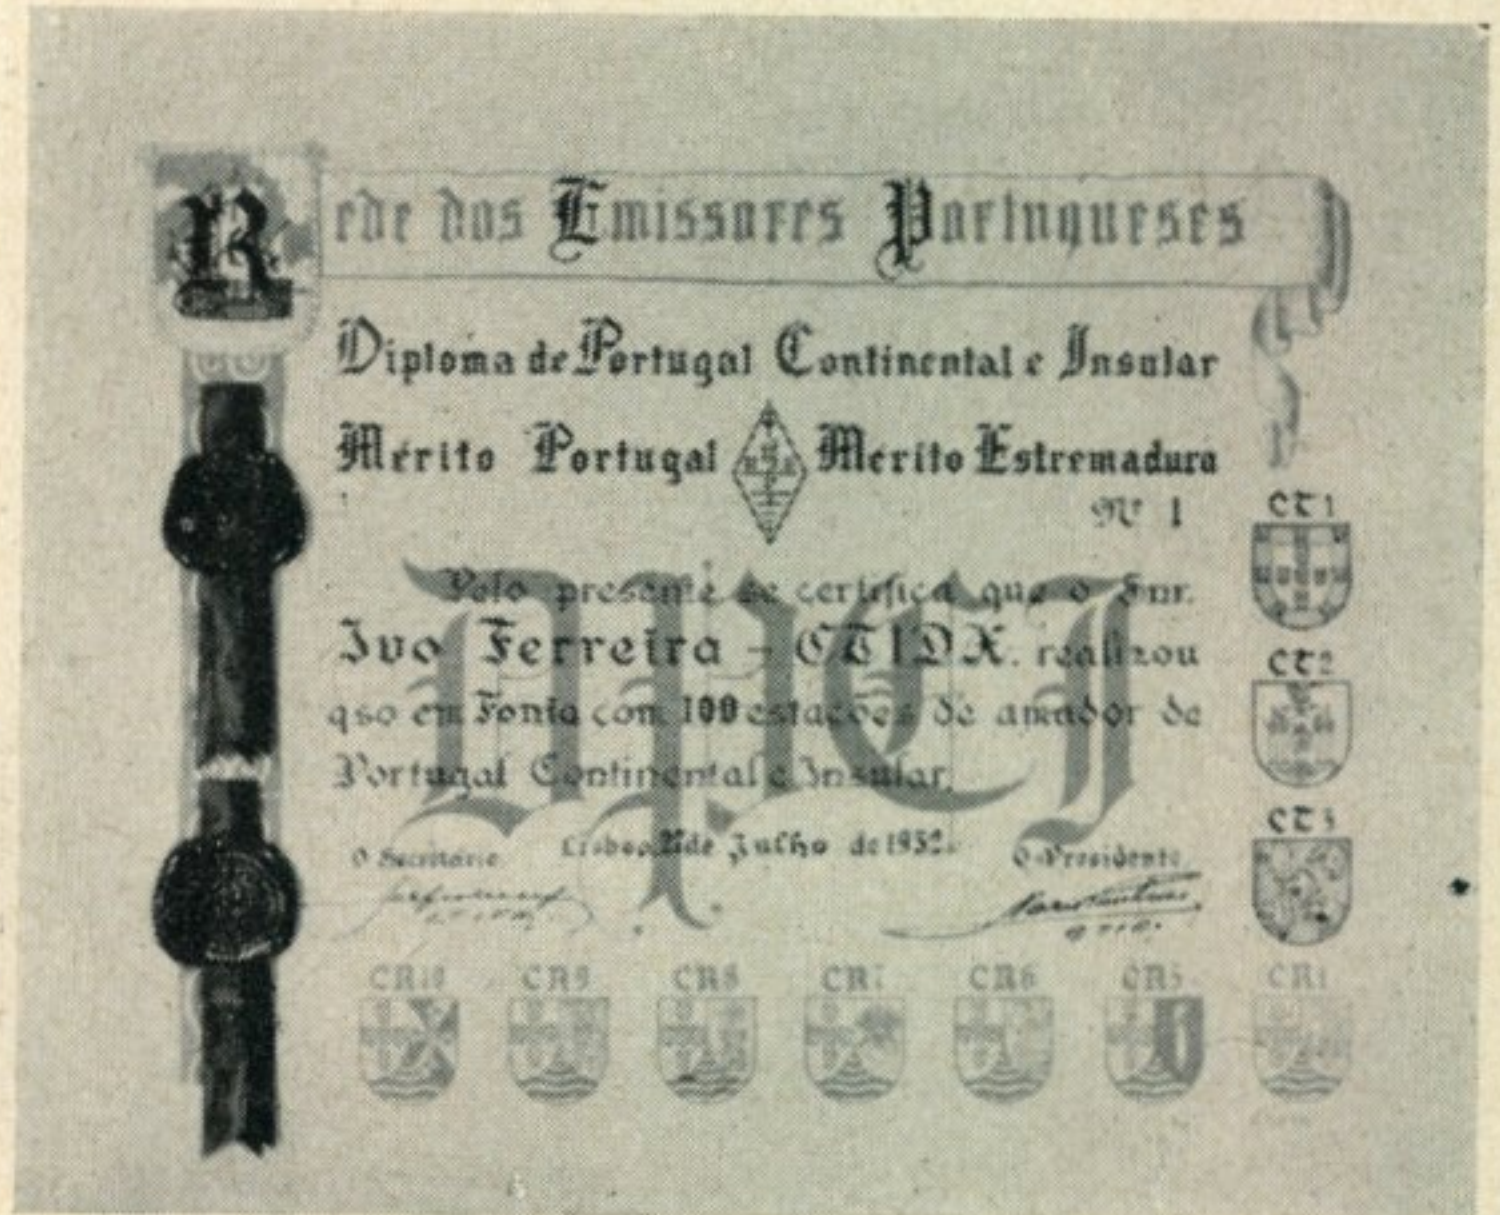 Rede dos Emissores Portugueses
Diploma de Portugal Continental e Insular
Mérito Portugal Mérito Estremadura
Nº 1
DPCI
Pelo presente se certifica que o Snr.
Ivo Ferreira - CT1DX. realizou
qso em Fonia com 100 estações de amador de
Portugal Continental e Insular.
Lisboa, de Julho de 1952.
O Secretário
O Presidente
CT1
CT2
CT3
CR10 CR9 CR8 CR7 CR6 CR5 CR4